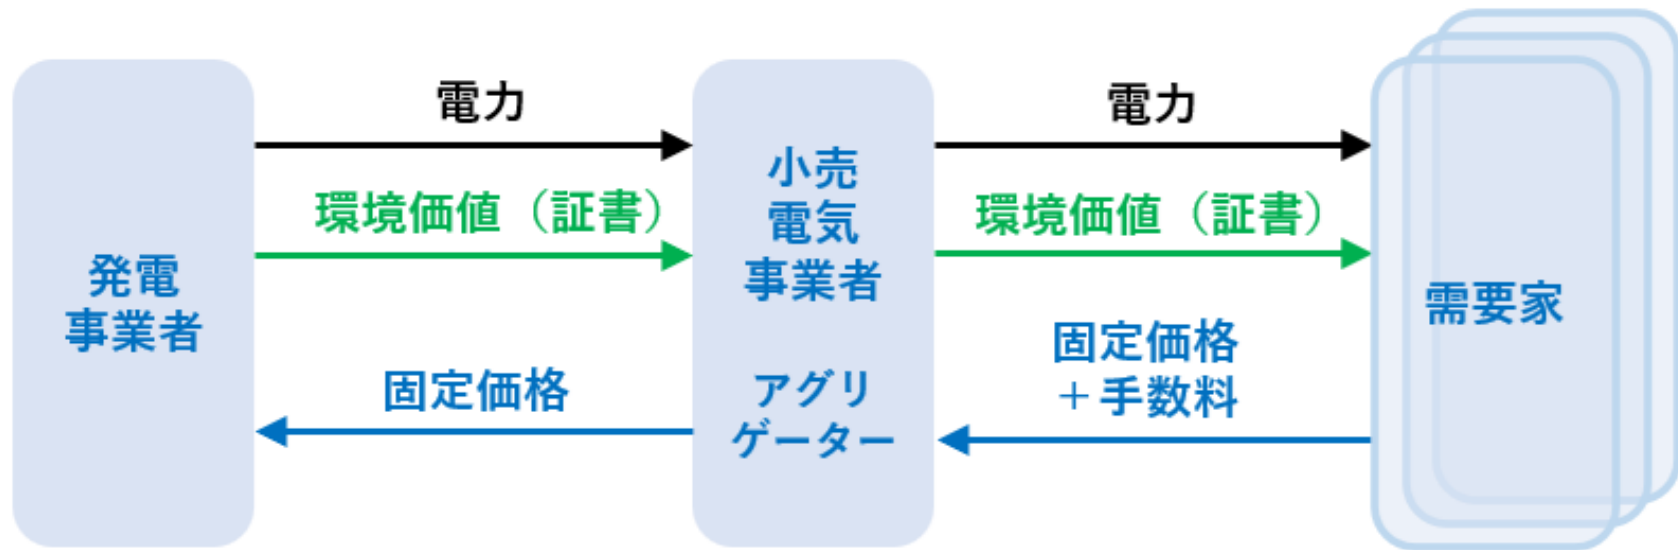 発電
事業者
電力
環境価値（証書）
固定価格
小売
電気
事業者
アグリ
ゲーター
電力
環境価値（証書）
固定価格
＋手数料
需要家